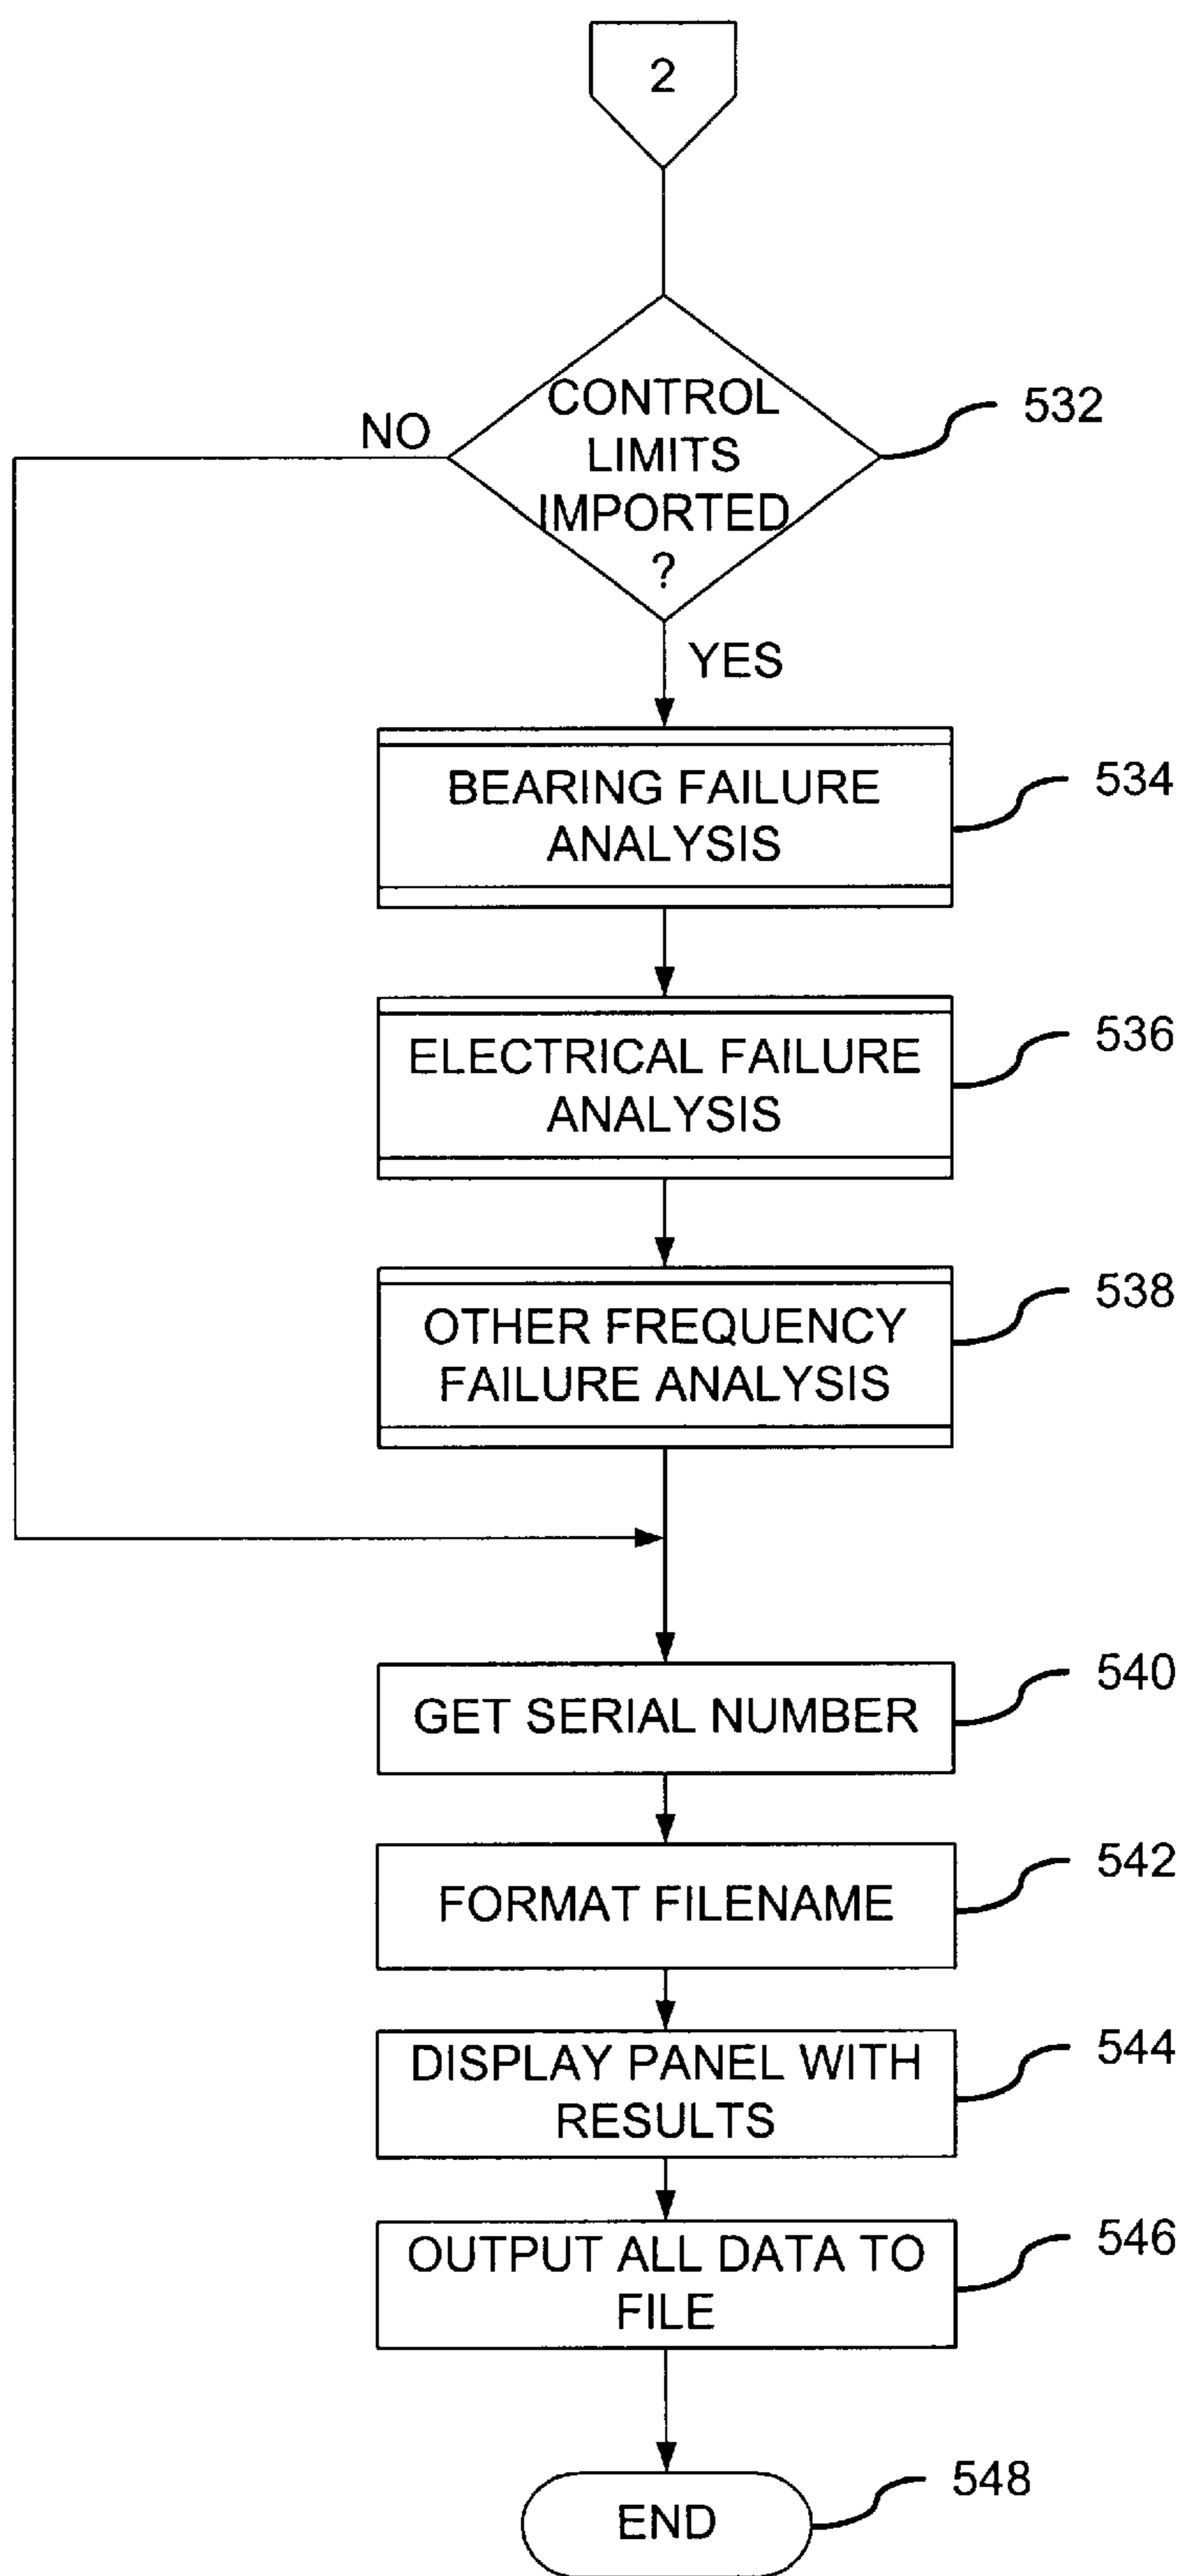 2
CONTROL
LIMITS
IMPORTED
?
532
NO
YES
BEARING FAILURE
ANALYSIS
534
ELECTRICAL FAILURE
ANALYSIS
536
OTHER FREQUENCY
FAILURE ANALYSIS
538
GET SERIAL NUMBER
540
FORMAT FILENAME
542
DISPLAY PANEL WITH
RESULTS
544
OUTPUT ALL DATA TO
FILE
546
END
548